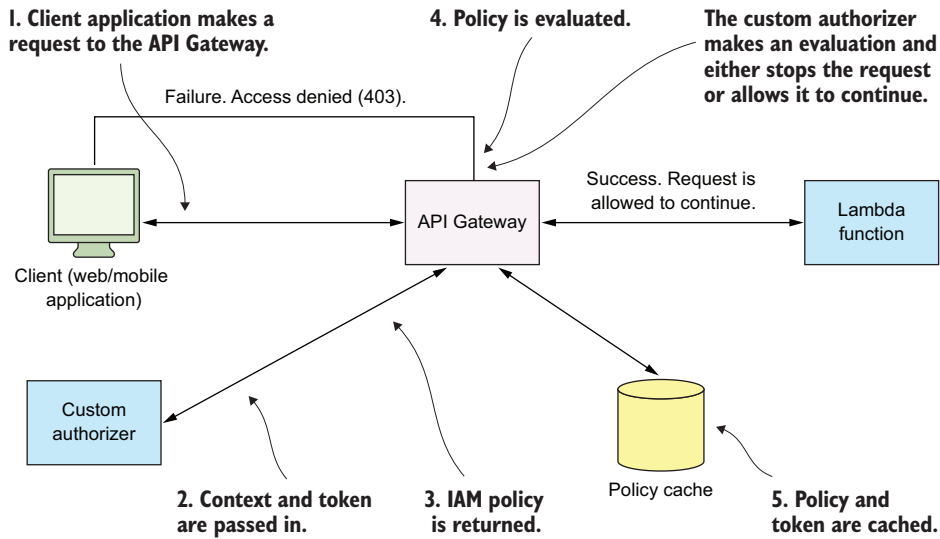 1. Client application makes a
request to the API Gateway.
4. Policy is evaluated.
The custom authorizer
makes an evaluation and
either stops the request
or allows it to continue.
Failure. Access denied (403).
Success. Request is
allowed to continue.
API Gateway
Lambda
function
Client (web/mobile
application)
Custom
authorizer
Policy cache
2. Context and token
are passed in.
3. IAM policy
is returned.
5. Policy and
token are cached.